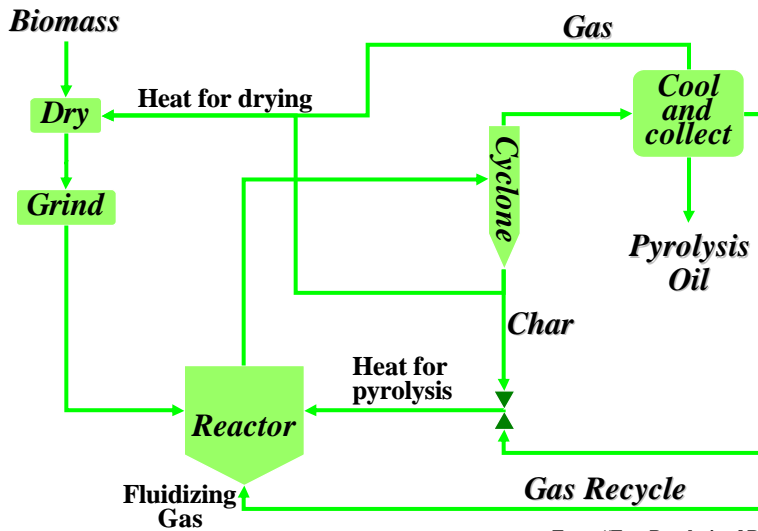 Biomass
Gas
Heat for drying
Dry
Cool
and
collect
Cyclone
Grind
Pyrolysis
Oil
Char
Heat for
pyrolysis
Reactor
Fluidizing
Gas
Gas Recycle